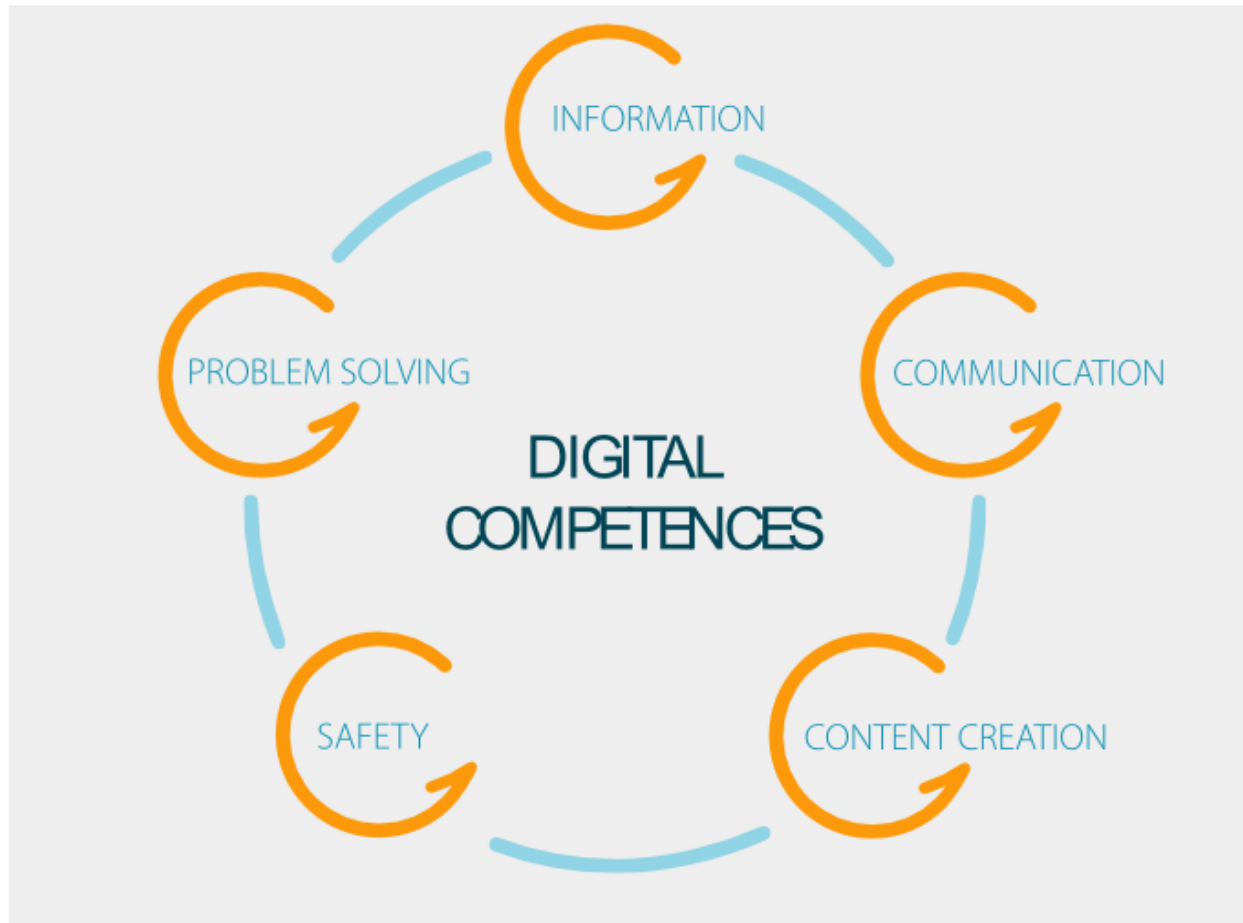 INFORMATION
PROBLEM SOLVING
COMMUNICATION
DIGITAL
COMPETENCES
SAFETY
CONTENT CREATION